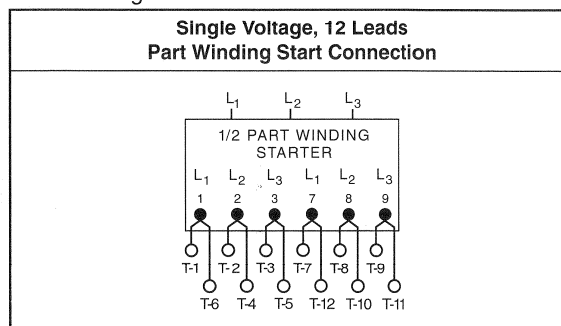 Single Voltage, 12 Leads
Part Winding Start Connection
L1 L2 L3
1/2 PART WINDING
STARTER
L1 L2 L3 L1 L2 L3
1 2 3 7 8 9
T-1 T-2 T-3 T-7 T-8 T-9
T-6 T-4 T-5 T-12 T-10 T-11